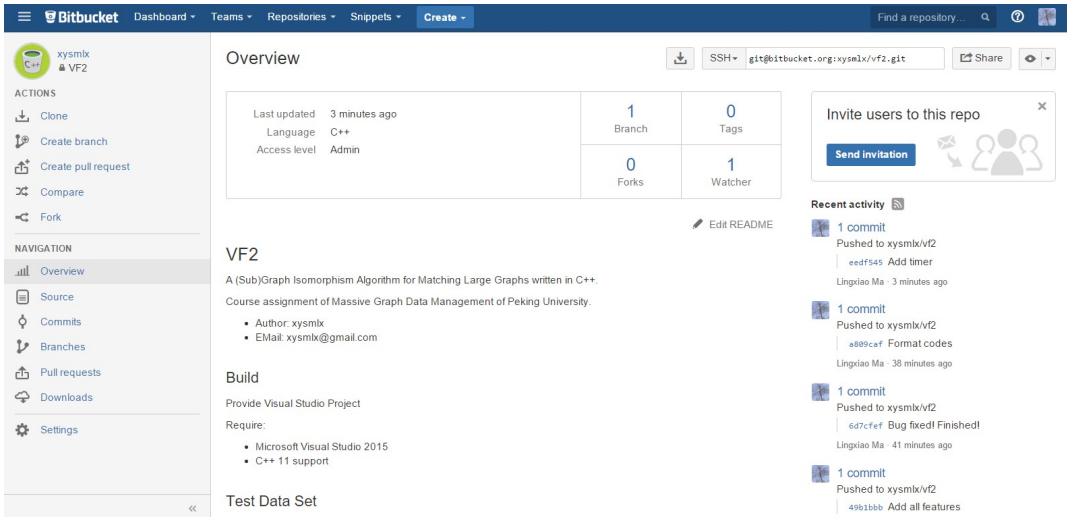 Bitbucket Dashboard Teams Repositories Snippets Create Find a repository...
xysmlx
VF2
ACTIONS
Clone
Create branch
Create pull request
Compare
Fork
NAVIGATION
Overview
Source
Commits
Branches
Pull requests
Downloads
Settings
Overview
SSH git@bitbucket.org:xysmlx/vf2.git Share
Last updated 3 minutes ago
Language C++
Access level Admin
1 Branch
0 Tags
0 Forks
1 Watcher
Edit README
VF2
A (Sub)Graph Isomorphism Algorithm for Matching Large Graphs written in C++.
Course assignment of Massive Graph Data Management of Peking University.
• Author: xysmlx
• EMail: xysmlx@gmail.com
Build
Provide Visual Studio Project
Require:
• Microsoft Visual Studio 2015
• C++ 11 support
Test Data Set
Invite users to this repo
Send invitation
Recent activity
1 commit
Pushed to xysmlx/vf2
eedf545 Add timer
Lingxiao Ma · 3 minutes ago
1 commit
Pushed to xysmlx/vf2
a809caf Format codes
Lingxiao Ma · 38 minutes ago
1 commit
Pushed to xysmlx/vf2
6d7cfef Bug fixed! Finished!
Lingxiao Ma · 41 minutes ago
1 commit
Pushed to xysmlx/vf2
49b1bbb Add all features